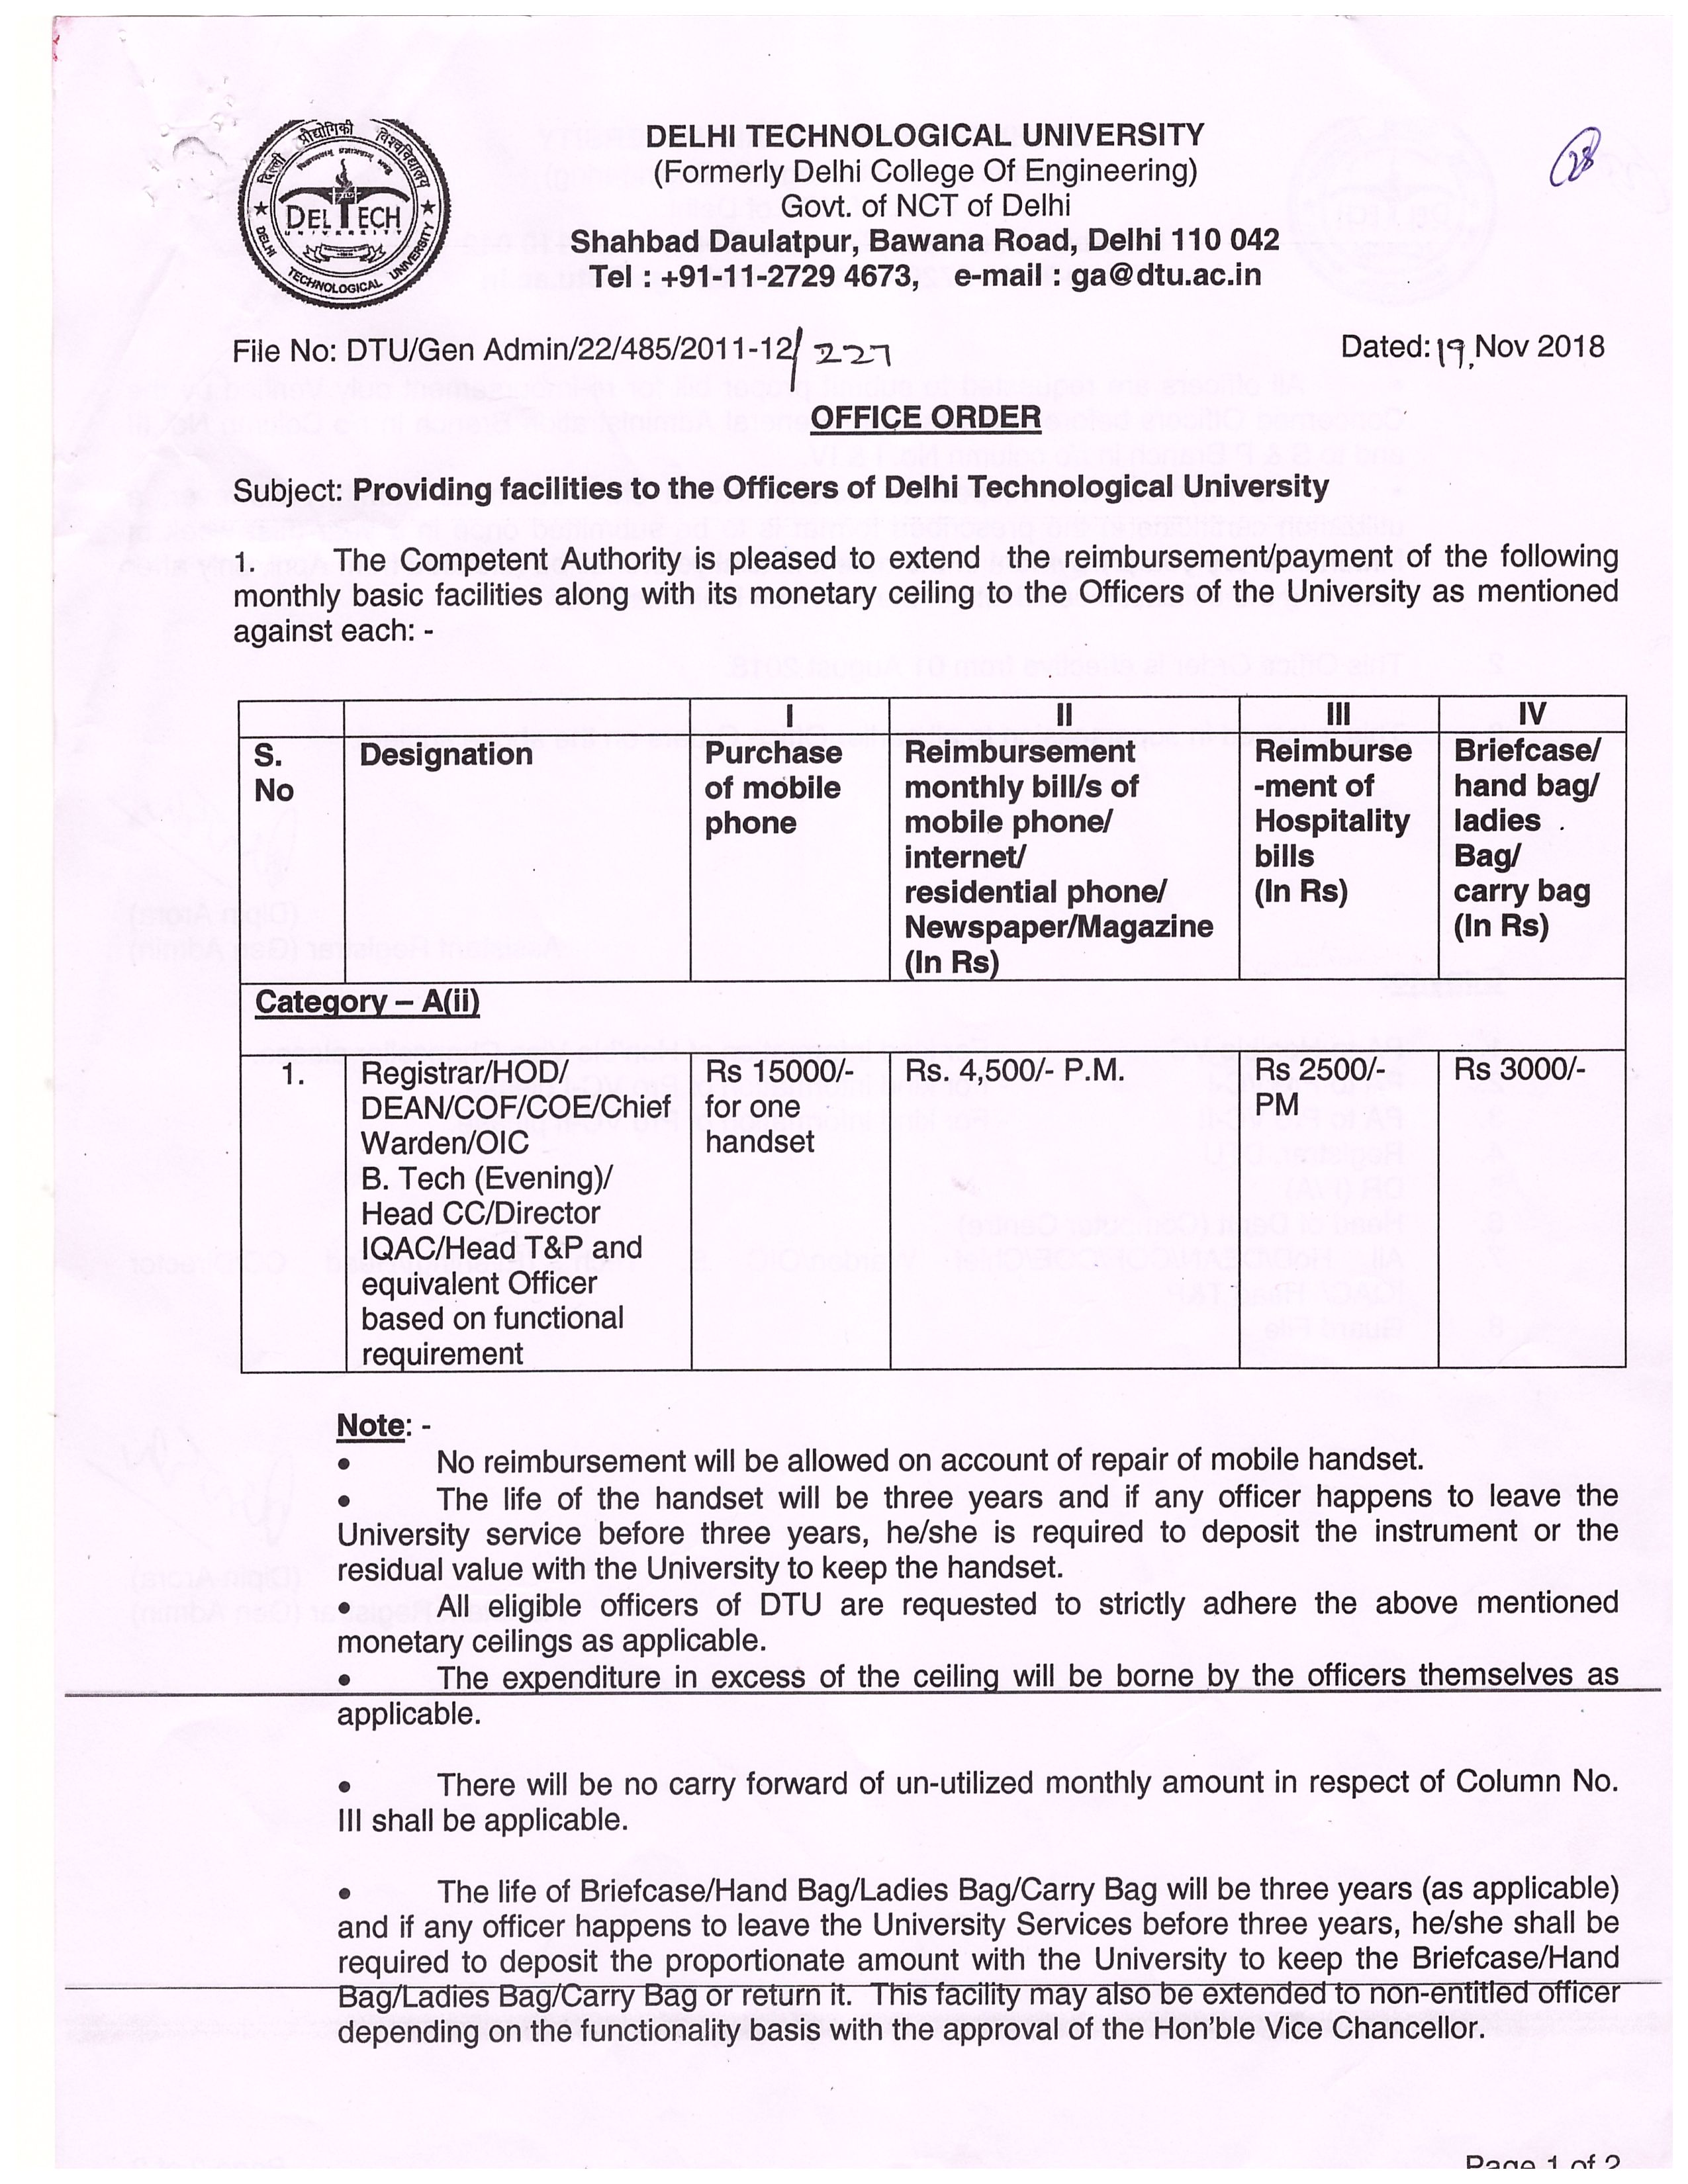 दिल्ली प्रौद्योगिकी विश्वविद्यालय
DELTECH
UNIVERSITY
DELHI TECHNOLOGICAL UNIVERSITY
DELHI TECHNOLOGICAL UNIVERSITY
(Formerly Delhi College Of Engineering)
Govt. of NCT of Delhi
Shahbad Daulatpur, Bawana Road, Delhi 110 042
Tel : +91-11-2729 4673, e-mail : ga@dtu.ac.in
28
File No: DTU/Gen Admin/22/485/2011-12/227
Dated: 19, Nov 2018
OFFICE ORDER
Subject: Providing facilities to the Officers of Delhi Technological University
1. The Competent Authority is pleased to extend the reimbursement/payment of the following
monthly basic facilities along with its monetary ceiling to the Officers of the University as mentioned
against each: -
I II III IV
S. No
Designation
Purchase
of mobile
phone
Reimbursement
monthly bill/s of
mobile phone/
internet/
residential phone/
Newspaper/Magazine
(In Rs)
Reimburse
-ment of
Hospitality
bills
(In Rs)
Briefcase/
hand bag/
ladies
Bag/
carry bag
(In Rs)
Category – A(ii)
1.
Registrar/HOD/
DEAN/COF/COE/Chief
Warden/OIC
B. Tech (Evening)/
Head CC/Director
IQAC/Head T&P and
equivalent Officer
based on functional
requirement
Rs 15000/-
for one
handset
Rs. 4,500/- P.M.
Rs 2500/-
PM
Rs 3000/-
Note: -
• No reimbursement will be allowed on account of repair of mobile handset.
• The life of the handset will be three years and if any officer happens to leave the
University service before three years, he/she is required to deposit the instrument or the
residual value with the University to keep the handset.
• All eligible officers of DTU are requested to strictly adhere the above mentioned
monetary ceilings as applicable.
• The expenditure in excess of the ceiling will be borne by the officers themselves as
applicable.
• There will be no carry forward of un-utilized monthly amount in respect of Column No.
III shall be applicable.
• The life of Briefcase/Hand Bag/Ladies Bag/Carry Bag will be three years (as applicable)
and if any officer happens to leave the University Services before three years, he/she shall be
required to deposit the proportionate amount with the University to keep the Briefcase/Hand
Bag/Ladies Bag/Carry Bag or return it. This facility may also be extended to non-entitled officer
depending on the functionality basis with the approval of the Hon'ble Vice Chancellor.
Page 1 of 2